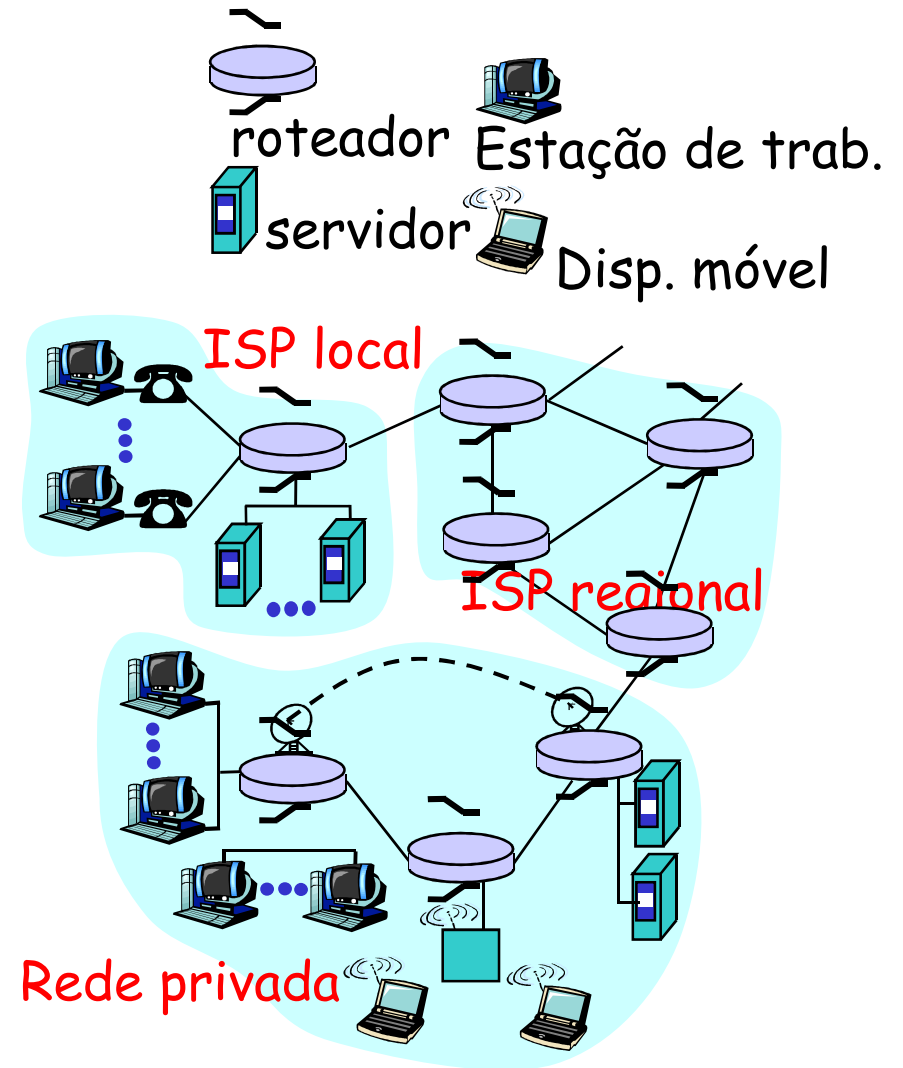 roteador
Estação de trab.
servidor
Disp. móvel
ISP local
ISP regional
Rede privada